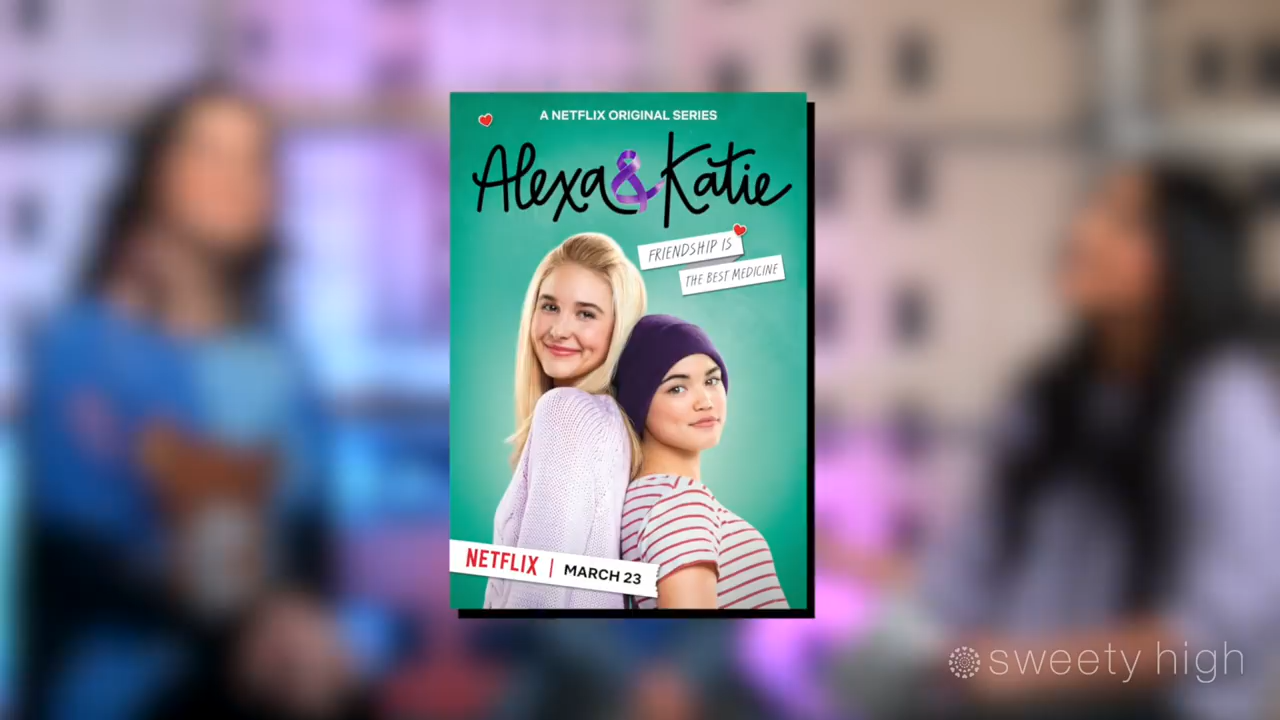 A NETFLIX ORIGINAL SERIES
Alexa & Katie
FRIENDSHIP IS
THE BEST MEDICINE
NETFLIX | MARCH 23
sweety high